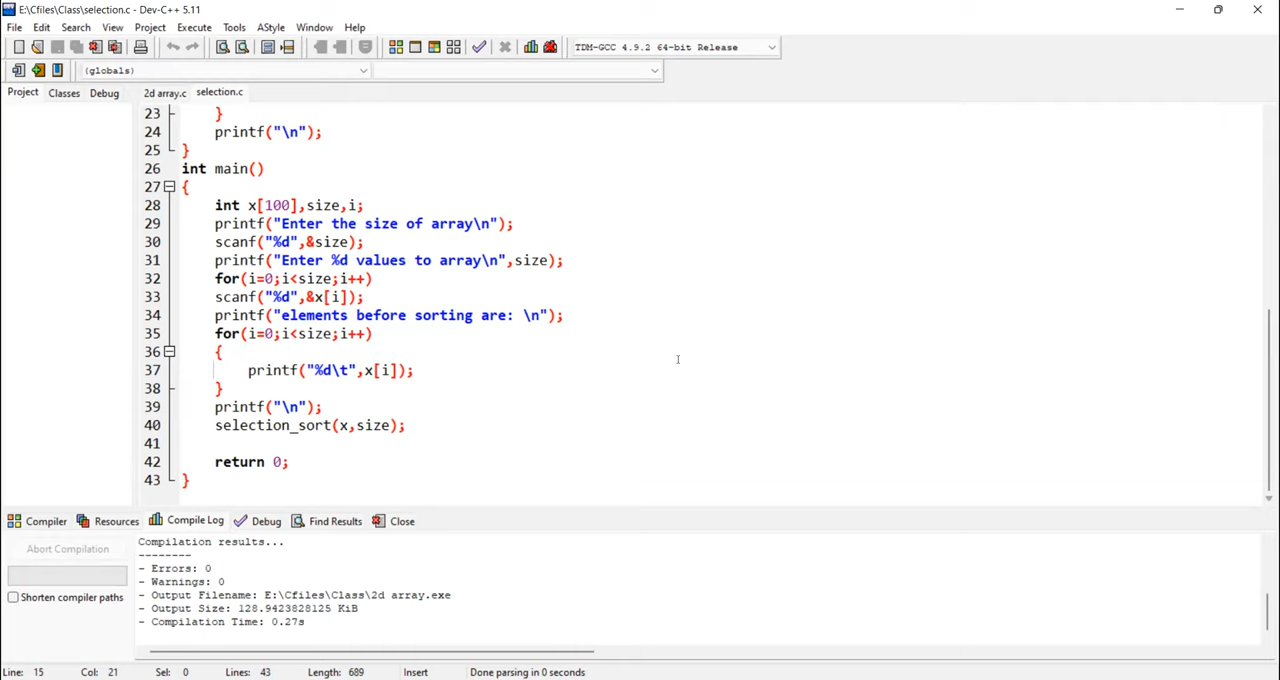 E:\Cfiles\Class\selection.c - Dev-C++ 5.11
File Edit Search View Project Execute Tools AStyle Window Help
TDM-GCC 4.9.2 64-bit Release
(globals)
Project Classes Debug 2d array.c selection.c
23 }
24 printf("\n");
25 }
26 int main()
27 {
28 int x[100],size,i;
29 printf("Enter the size of array\n");
30 scanf("%d",&size);
31 printf("Enter %d values to array\n",size);
32 for(i=0;i<size;i++)
33 scanf("%d",&x[i]);
34 printf("elements before sorting are: \n");
35 for(i=0;i<size;i++)
36 {
37 printf("%d\t",x[i]);
38 }
39 printf("\n");
40 selection_sort(x,size);
41
42 return 0;
43 }
Compiler Resources Compile Log Debug Find Results Close
Abort Compilation
Shorten compiler paths
Compilation results...
--------
- Errors: 0
- Warnings: 0
- Output Filename: E:\Cfiles\Class\2d array.exe
- Output Size: 128.9423828125 KiB
- Compilation Time: 0.27s
Line: 15 Col: 21 Sel: 0 Lines: 43 Length: 689 Insert Done parsing in 0 seconds